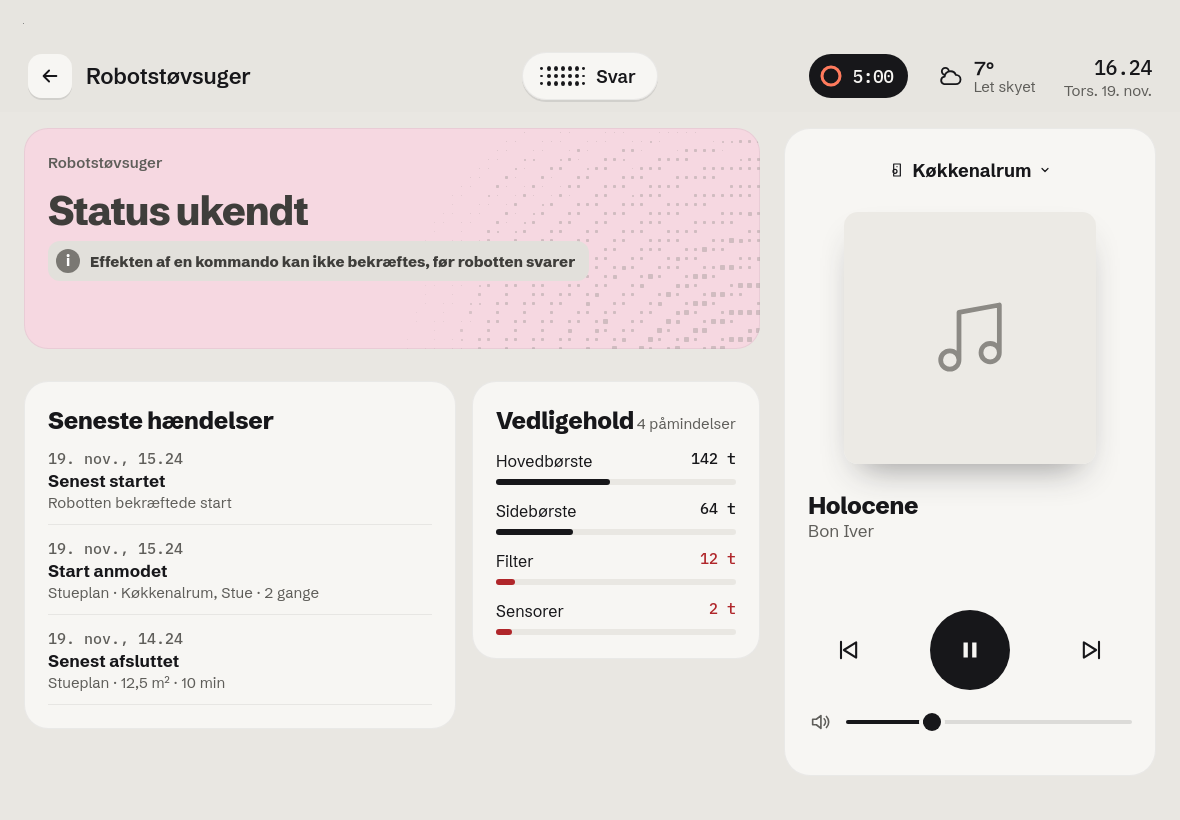 Robotstøvsuger
Svar
5:00
7°
Let skyet
16.24
Tors. 19. nov.
Robotstøvsuger
Status ukendt
i Effekten af en kommando kan ikke bekræftes, før robotten svarer
Seneste hændelser
19. nov., 15.24
Senest startet
Robotten bekræftede start
19. nov., 15.24
Start anmodet
Stueplan · Køkkenalrum, Stue · 2 gange
19. nov., 14.24
Senest afsluttet
Stueplan · 12,5 m² · 10 min
Vedligehold 4 påmindelser
Hovedbørste 142 t
Sidebørste 64 t
Filter 12 t
Sensorer 2 t
Køkkenalrum
Holocene
Bon Iver